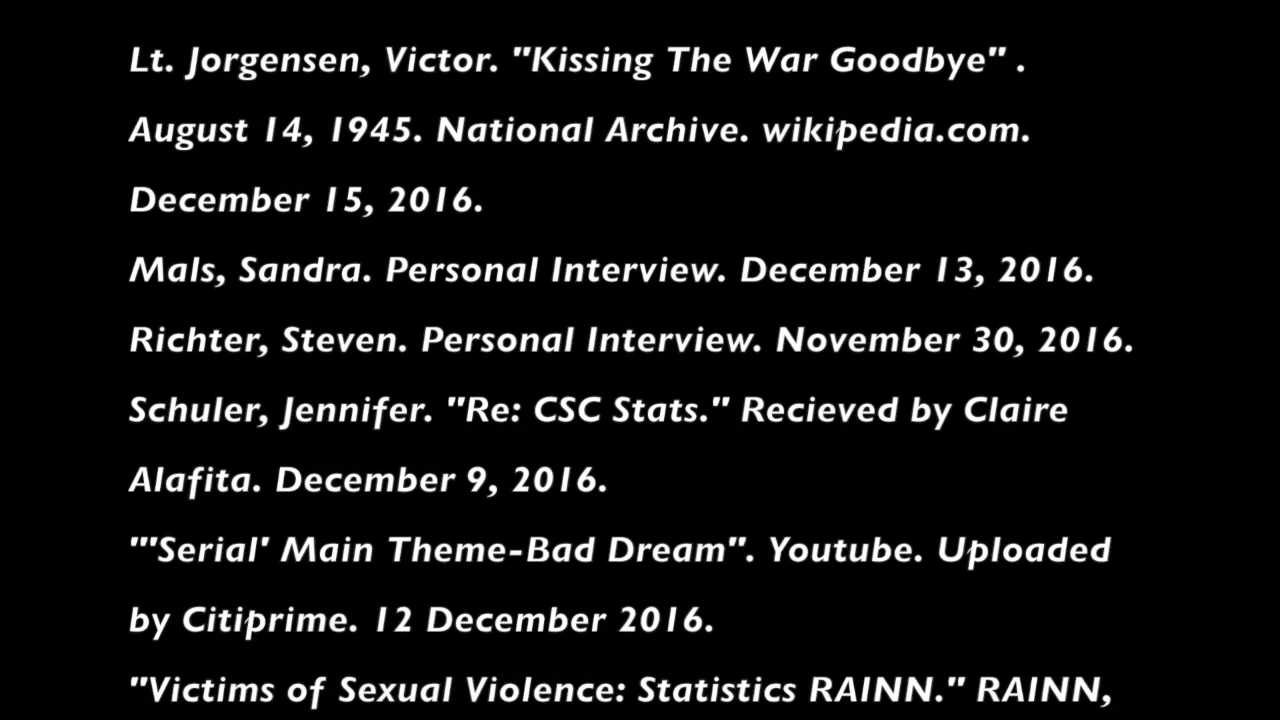 Lt. Jorgensen, Victor. "Kissing The War Goodbye" .
August 14, 1945. National Archive. wikipedia.com.
December 15, 2016.
Mals, Sandra. Personal Interview. December 13, 2016.
Richter, Steven. Personal Interview. November 30, 2016.
Schuler, Jennifer. "Re: CSC Stats." Recieved by Claire
Alafita. December 9, 2016.
"'Serial' Main Theme-Bad Dream". Youtube. Uploaded
by Citiprime. 12 December 2016.
"Victims of Sexual Violence: Statistics RAINN." RAINN,